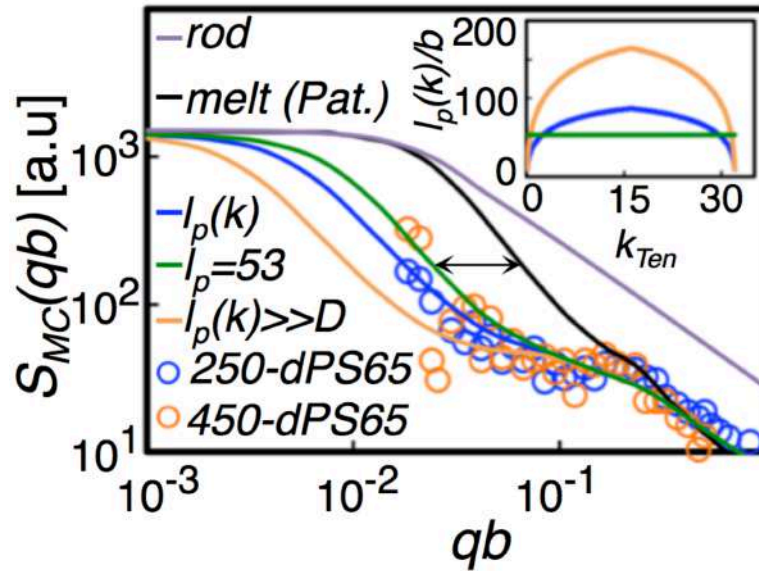 rod
melt (Pat.)
l_p(k)
l_p=53
l_p(k)>>D
250-dPS65
450-dPS65
S_MC(qb) [a.u]
10^3
10^2
10^1
10^-3
10^-2
10^-1
qb
l_p(k)/b
200
100
0
0
15
30
k_Ten